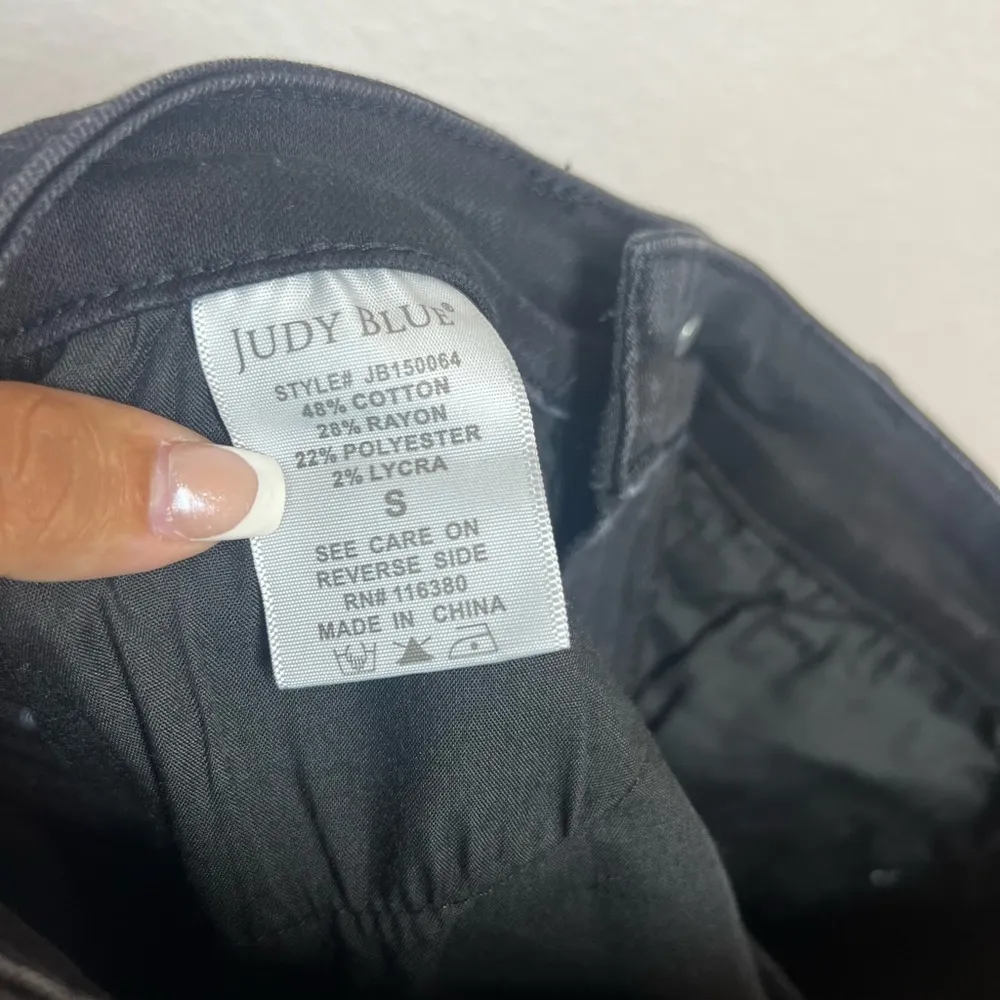 JUDY BLUE®
STYLE# JB150064
48% COTTON
28% RAYON
22% POLYESTER
2% LYCRA
S
SEE CARE ON
REVERSE SIDE
RN# 116380
MADE IN CHINA